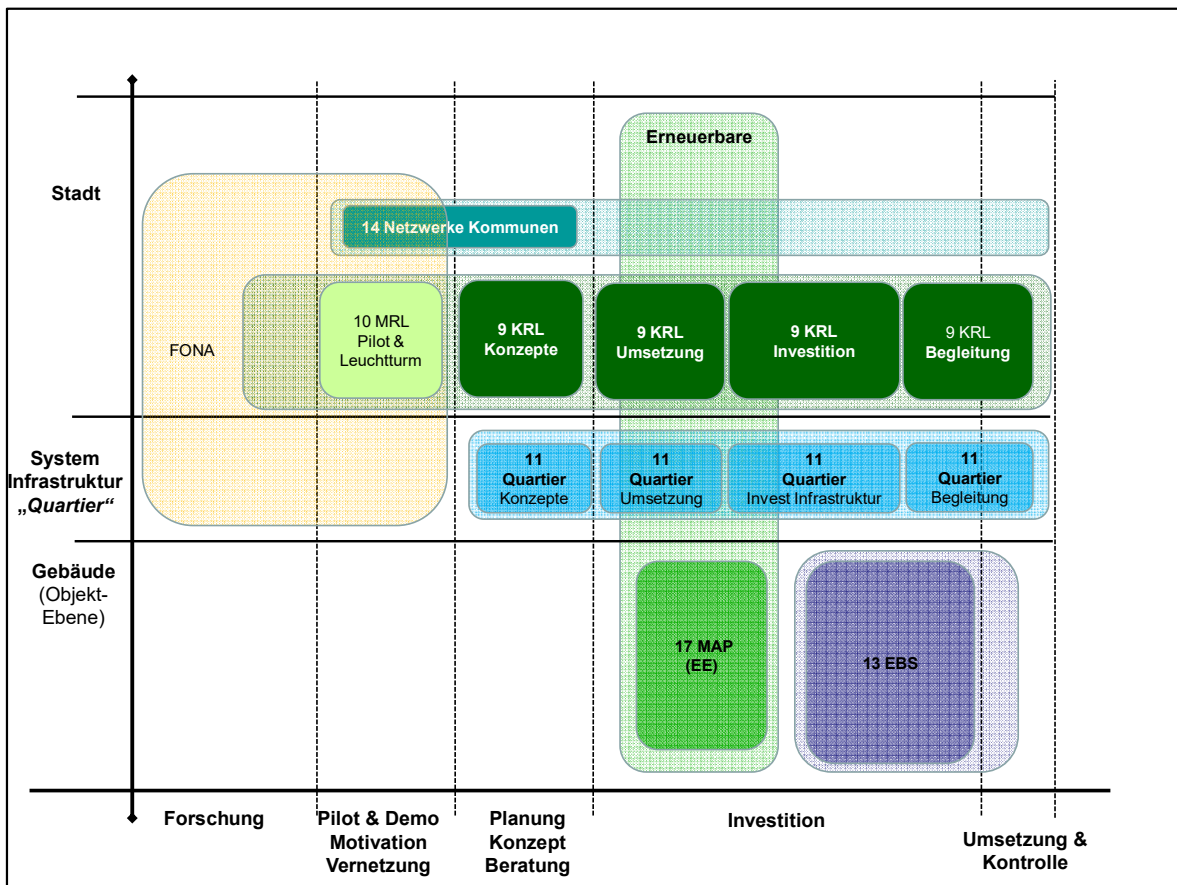 Erneuerbare
Stadt
14 Netzwerke Kommunen
FONA
10 MRL
Pilot &
Leuchtturm
9 KRL
Konzepte
9 KRL
Umsetzung
9 KRL
Investition
9 KRL
Begleitung
System
Infrastruktur
„Quartier“
11
Quartier
Konzepte
11
Quartier
Umsetzung
11
Quartier
Invest Infrastruktur
11
Quartier
Begleitung
Gebäude
(Objekt-
Ebene)
17 MAP
(EE)
13 EBS
Forschung
Pilot & Demo
Motivation
Vernetzung
Planung
Konzept
Beratung
Investition
Umsetzung &
Kontrolle